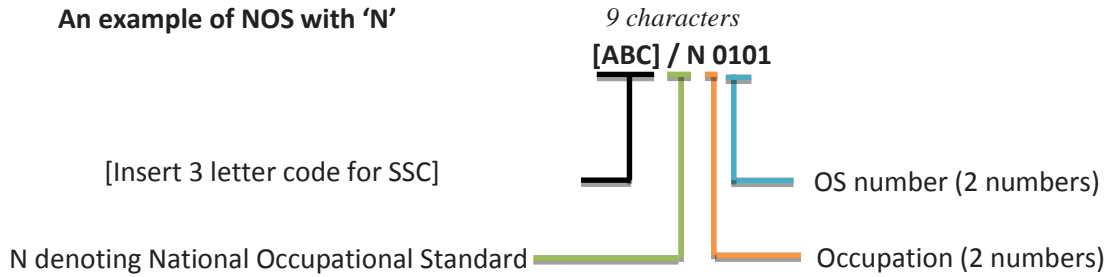 An example of NOS with ‘N’
9 characters
[ABC] / N 0101
[Insert 3 letter code for SSC]
OS number (2 numbers)
N denoting National Occupational Standard
Occupation (2 numbers)